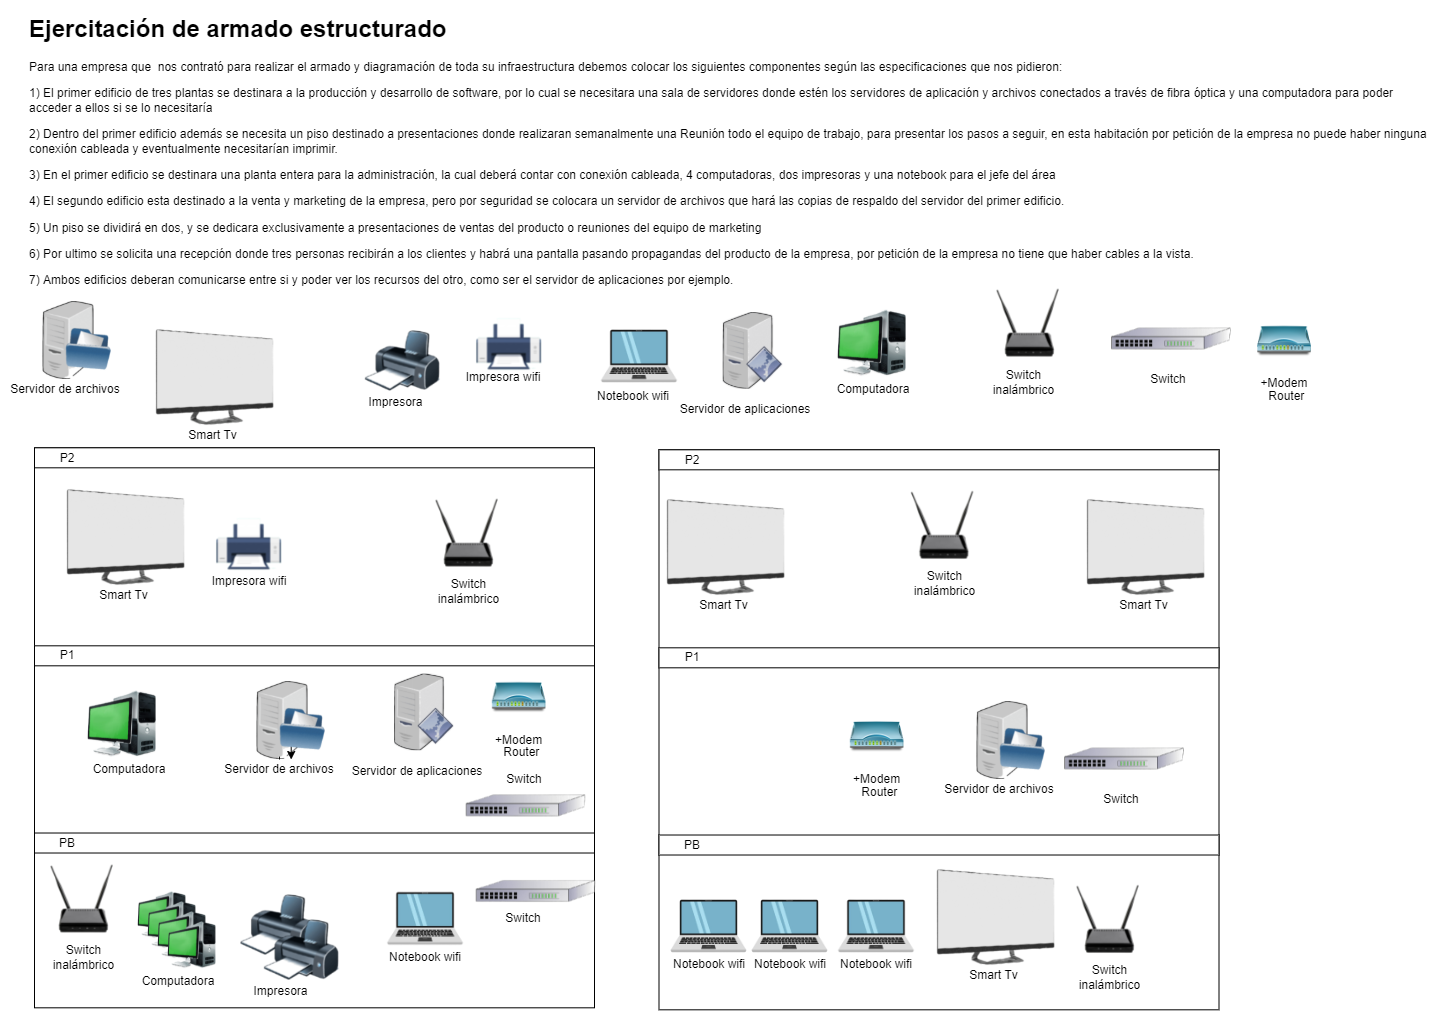 Ejercitación de armado estructurado
Para una empresa que  nos contrató para realizar el armado y diagramación de toda su infraestructura debemos colocar los siguientes componentes según las especificaciones que nos pidieron:
1) El primer edificio de tres plantas se destinara a la producción y desarrollo de software, por lo cual se necesitara una sala de servidores donde estén los servidores de aplicación y archivos conectados a través de fibra óptica y una computadora para poder
acceder a ellos si se lo necesitaría
2) Dentro del primer edificio además se necesita un piso destinado a presentaciones donde realizaran semanalmente una Reunión todo el equipo de trabajo, para presentar los pasos a seguir, en esta habitación por petición de la empresa no puede haber ninguna
conexión cableada y eventualmente necesitarían imprimir.
3) En el primer edificio se destinara una planta entera para la administración, la cual deberá contar con conexión cableada, 4 computadoras, dos impresoras y una notebook para el jefe del área
4) El segundo edificio esta destinado a la venta y marketing de la empresa, pero por seguridad se colocara un servidor de archivos que hará las copias de respaldo del servidor del primer edificio.
5) Un piso se dividirá en dos, y se dedicara exclusivamente a presentaciones de ventas del producto o reuniones del equipo de marketing
6) Por ultimo se solicita una recepción donde tres personas recibirán a los clientes y habrá una pantalla pasando propagandas del producto de la empresa, por petición de la empresa no tiene que haber cables a la vista.
7) Ambos edificios deberan comunicarse entre si y poder ver los recursos del otro, como ser el servidor de aplicaciones por ejemplo.
Servidor de archivos
Smart Tv
Impresora
Impresora wifi
Notebook wifi
Servidor de aplicaciones
Computadora
Switch
inalámbrico
Switch
+Modem
Router
P2
Smart Tv
Impresora wifi
Switch
inalámbrico
P1
Computadora
Servidor de archivos
Servidor de aplicaciones
+Modem
Router
Switch
PB
Switch
inalámbrico
Computadora
Impresora
Notebook wifi
Switch
P2
Smart Tv
Switch
inalámbrico
Smart Tv
P1
+Modem
Router
Servidor de archivos
Switch
PB
Notebook wifi
Notebook wifi
Notebook wifi
Smart Tv
Switch
inalámbrico